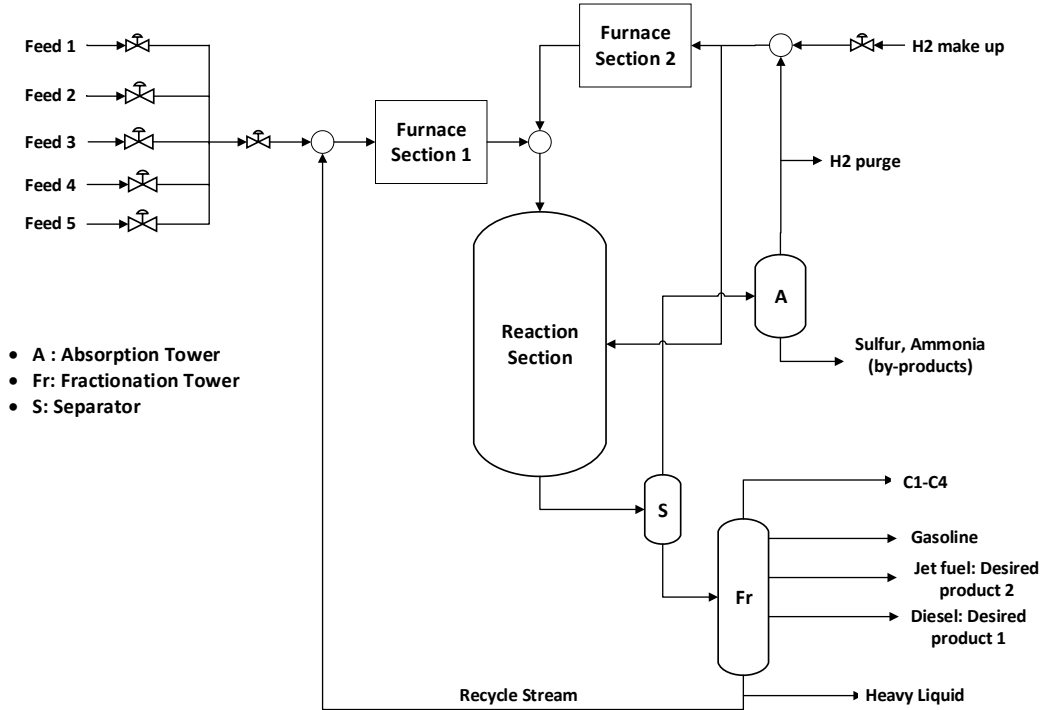 Feed 1
Feed 2
Feed 3
Feed 4
Feed 5
Furnace
Section 1
Furnace
Section 2
H2 make up
H2 purge
A
Reaction
Section
Sulfur, Ammonia
(by-products)
• A : Absorption Tower
• Fr: Fractionation Tower
• S: Separator
S
C1-C4
Gasoline
Fr
Jet fuel: Desired
product 2
Diesel: Desired
product 1
Recycle Stream
Heavy Liquid